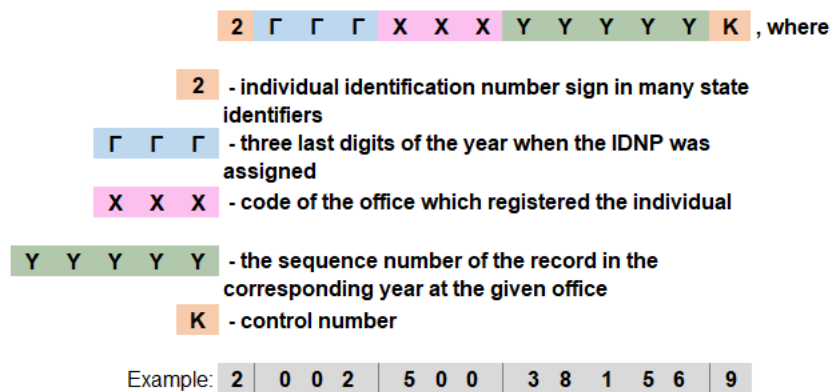 2 Г Г Г X X X Y Y Y Y Y K , where
2 - individual identification number sign in many state
identifiers
Г Г Г - three last digits of the year when the IDNP was
assigned
X X X - code of the office which registered the individual
Y Y Y Y Y - the sequence number of the record in the
corresponding year at the given office
K - control number
Example: 2 0 0 2 5 0 0 3 8 1 5 6 9